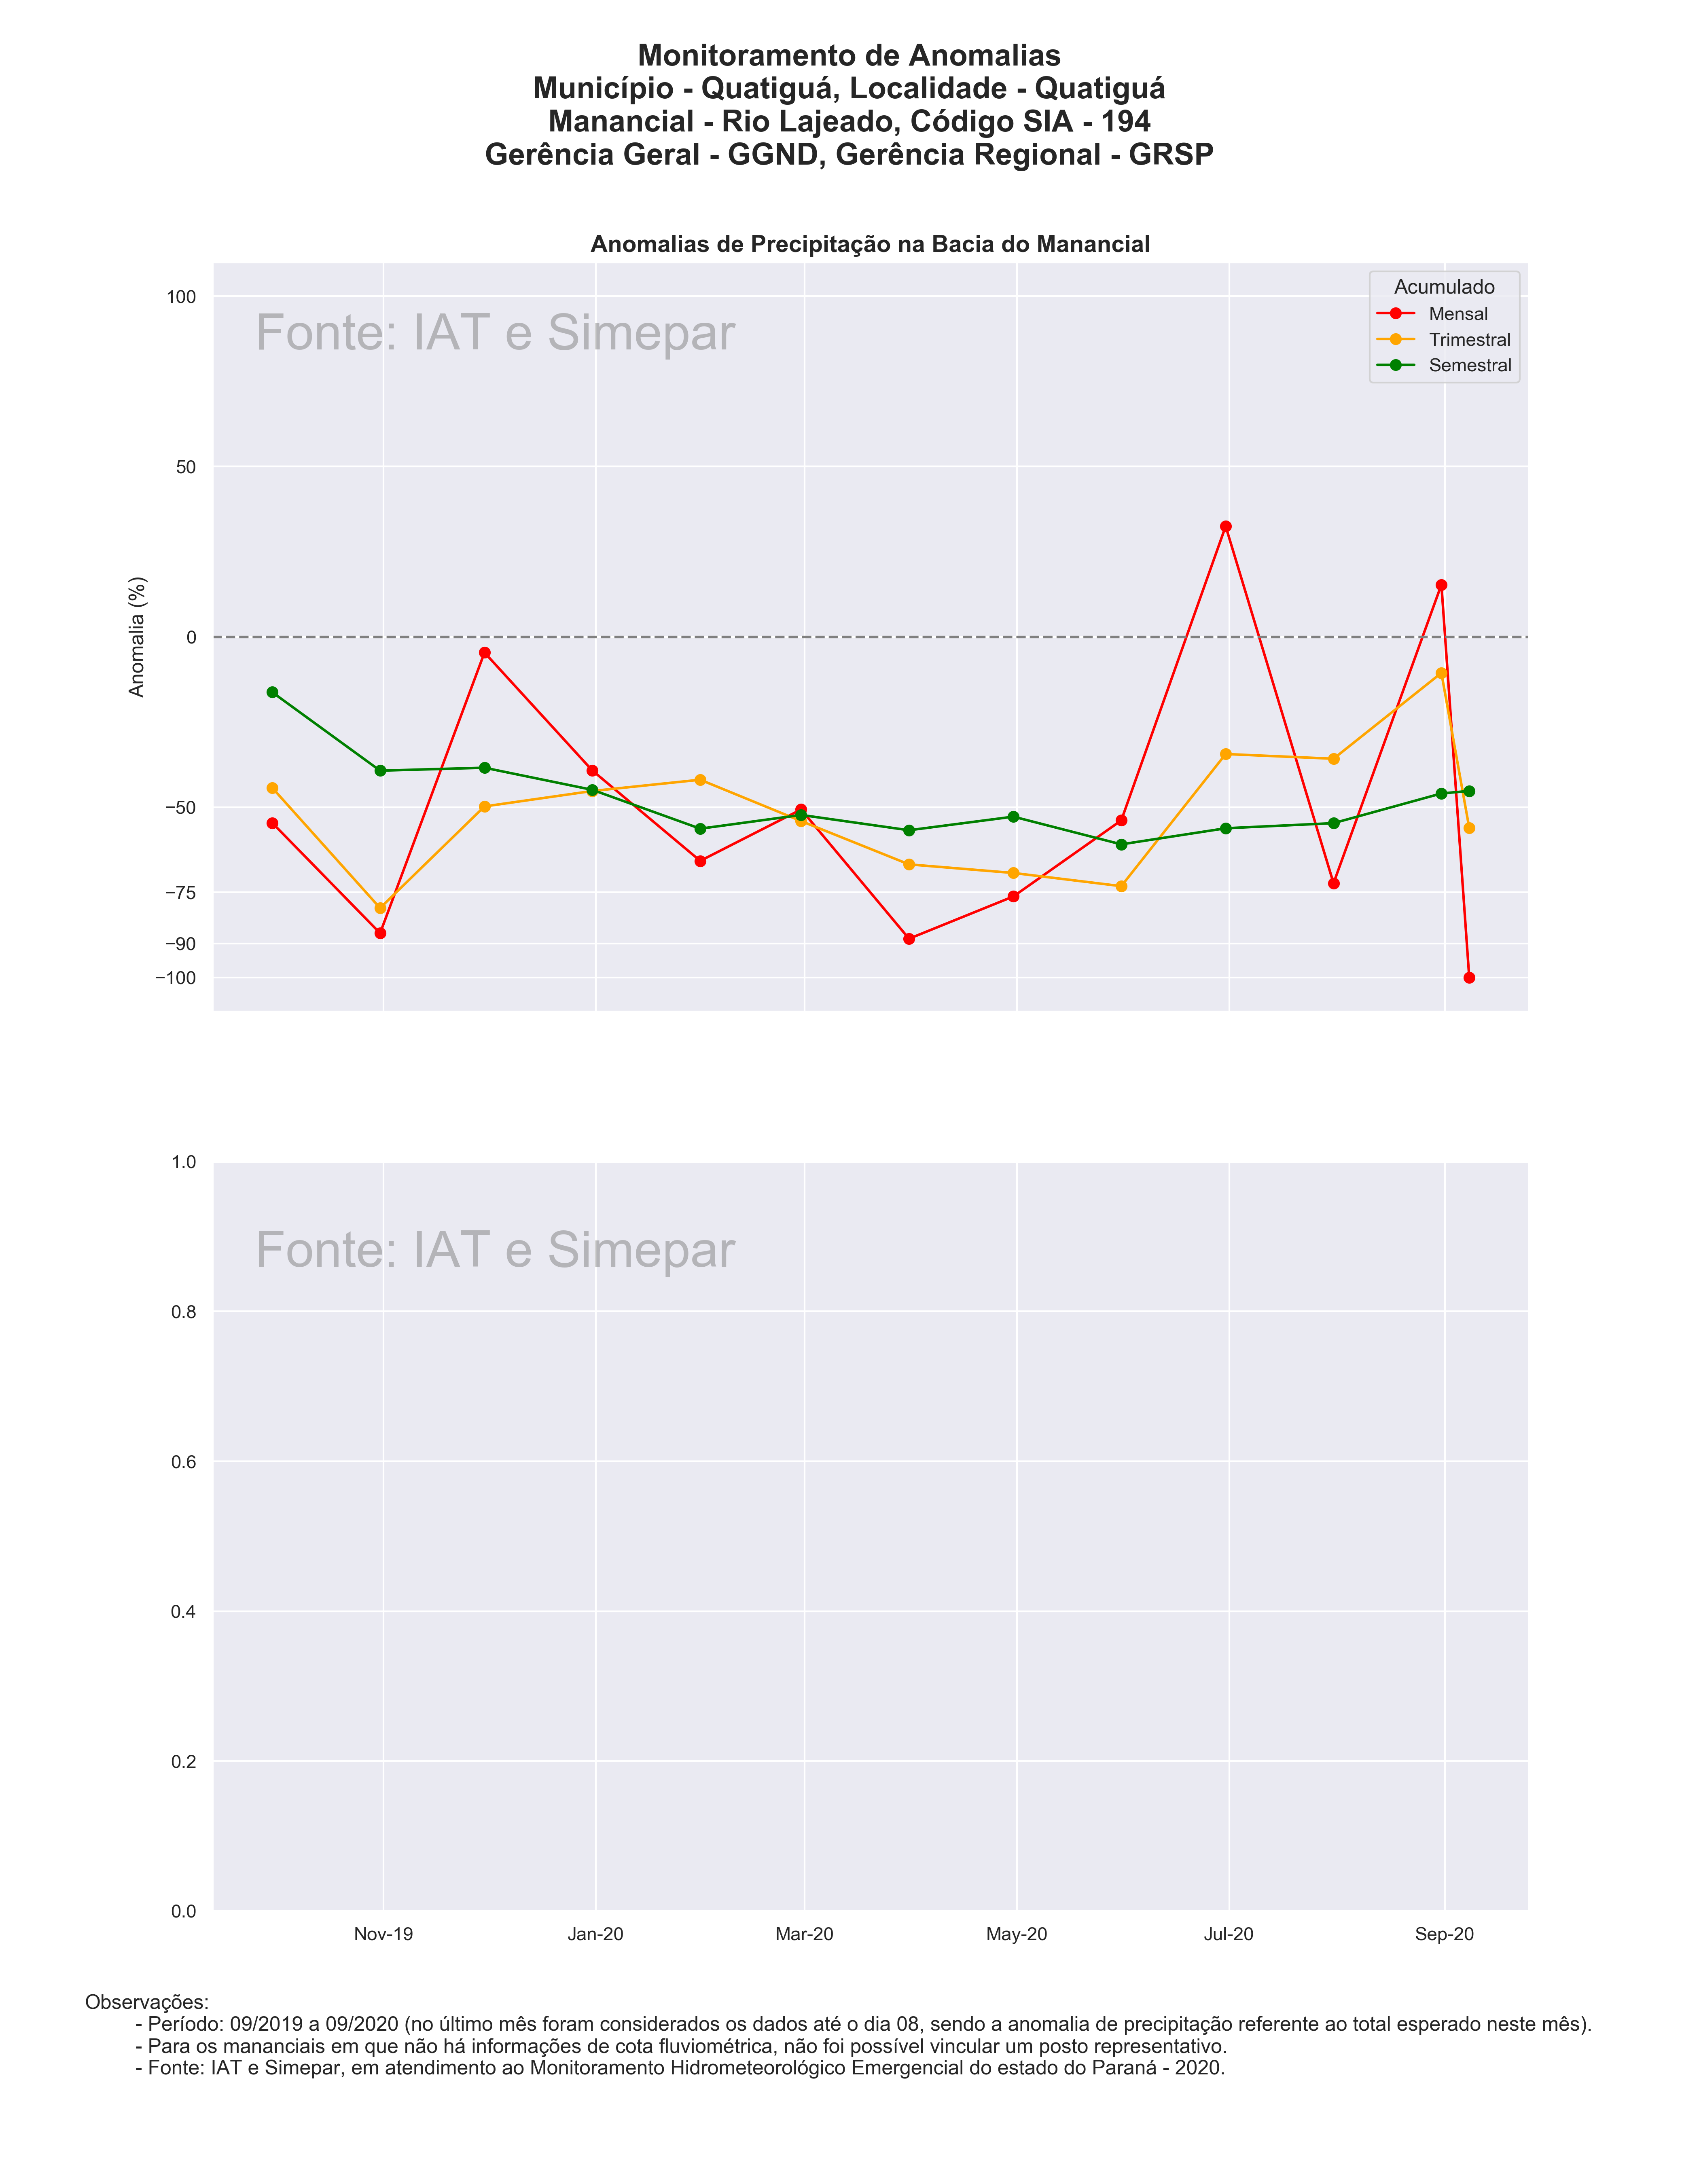 Monitoramento de Anomalias
Município - Quatiguá, Localidade - Quatiguá
Manancial - Rio Lajeado, Código SIA - 194
Gerência Geral - GGND, Gerência Regional - GRSP
Anomalias de Precipitação na Bacia do Manancial
Fonte: IAT e Simepar
Acumulado
Mensal
Trimestral
Semestral
Anomalia (%)
100
50
0
−50
−75
−90
−100
Fonte: IAT e Simepar
1.0
0.8
0.6
0.4
0.2
0.0
Nov-19 Jan-20 Mar-20 May-20 Jul-20 Sep-20
Observações:
- Período: 09/2019 a 09/2020 (no último mês foram considerados os dados até o dia 08, sendo a anomalia de precipitação referente ao total esperado neste mês).
- Para os mananciais em que não há informações de cota fluviométrica, não foi possível vincular um posto representativo.
- Fonte: IAT e Simepar, em atendimento ao Monitoramento Hidrometeorológico Emergencial do estado do Paraná - 2020.